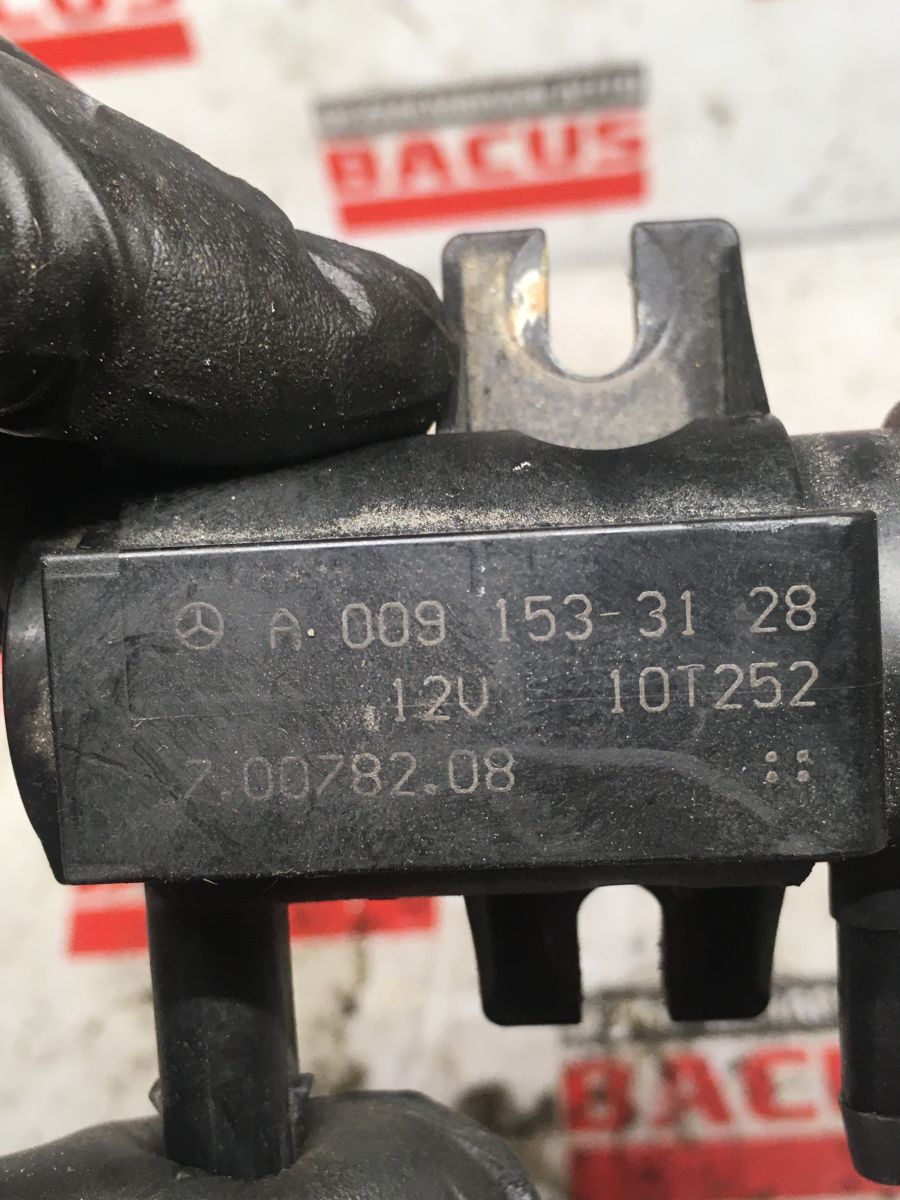 BACUS
A 009 153-31 28
12V 10T252
7.00782.08
BACUS